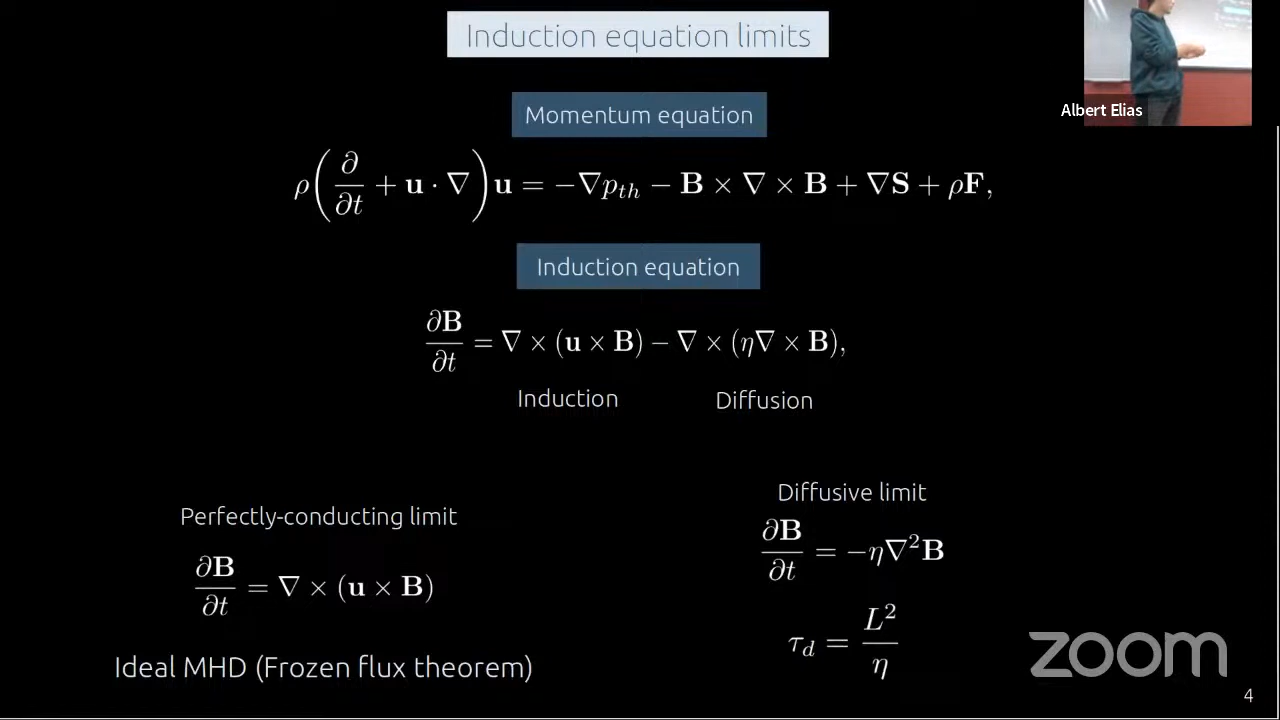 Induction equation limits
Albert Elias
Momentum equation
ρ(∂/∂t + u · ∇)u = −∇p_th − B × ∇ × B + ∇S + ρF,
Induction equation
∂B/∂t = ∇ × (u × B) − ∇ × (η∇ × B),
Induction Diffusion
Perfectly-conducting limit
∂B/∂t = ∇ × (u × B)
Ideal MHD (Frozen flux theorem)
Diffusive limit
∂B/∂t = −η∇²B
τ_d = L²/η
zoom
4